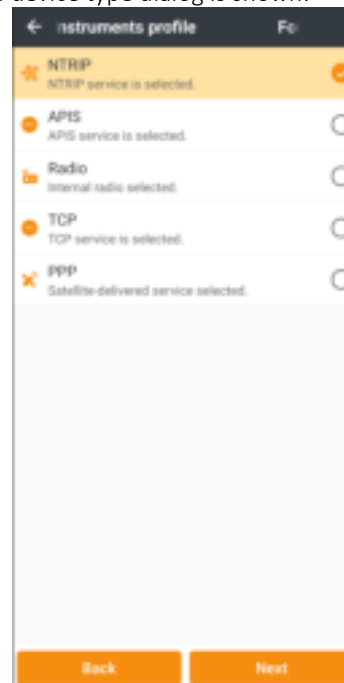 device type dialog is shown.
nstruments profile Fo
NTRIP
NTRIP service is selected.
APIS
APIS service is selected.
Radio
Internal radio selected.
TCP
TCP service is selected.
PPP
Satellite-delivered service selected.
Back Next